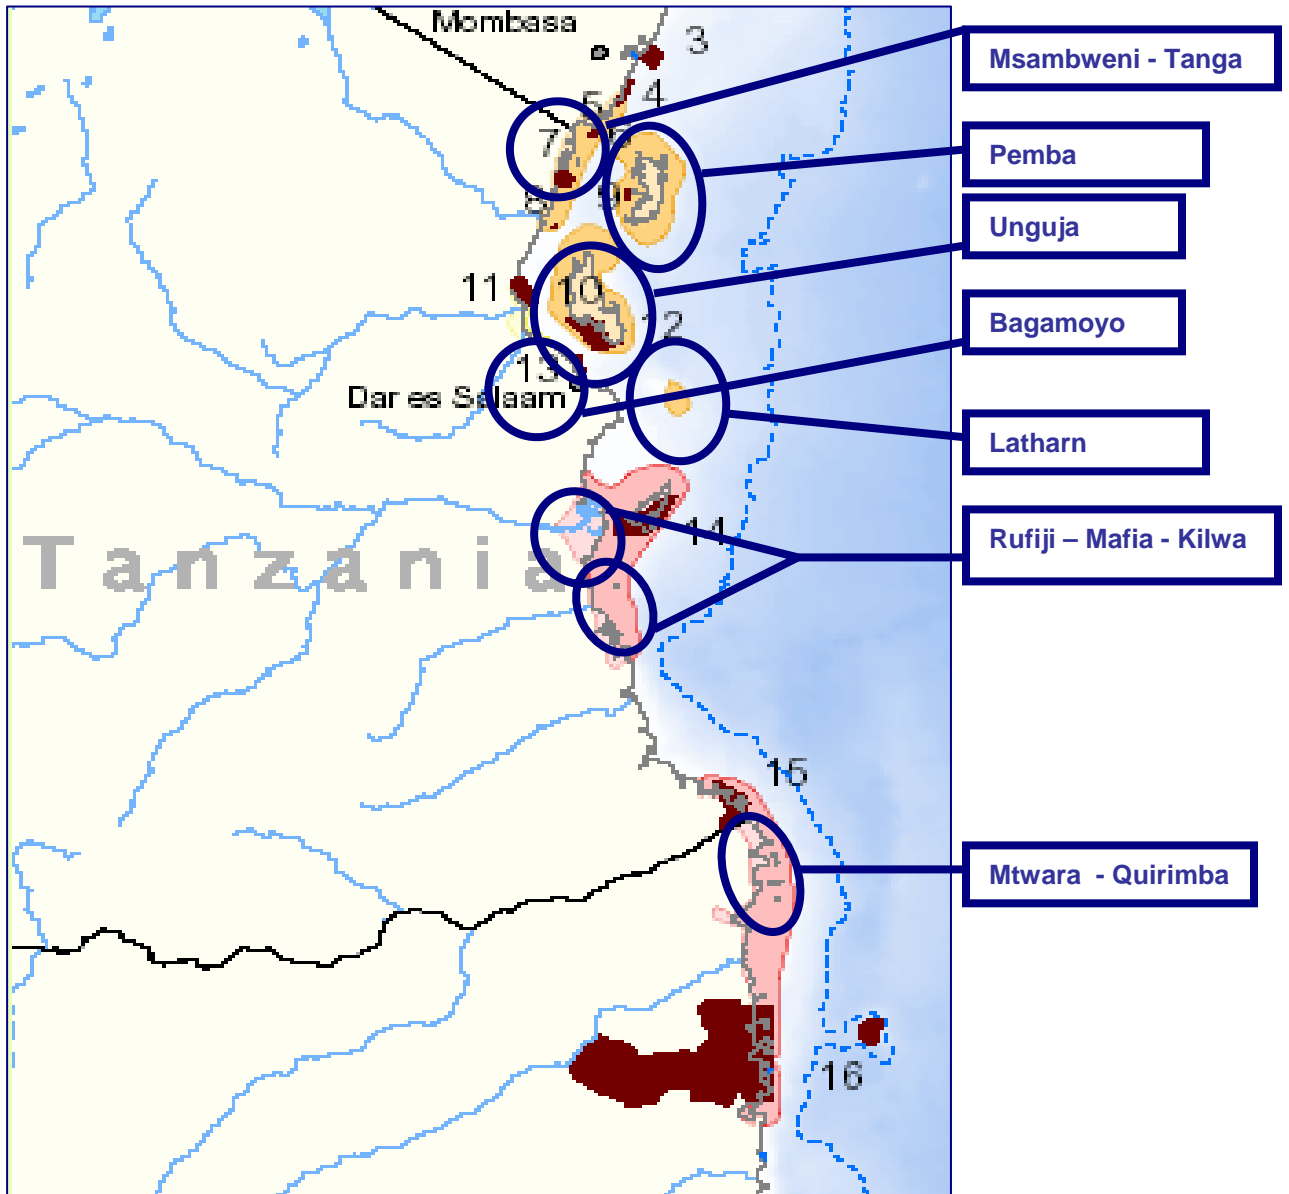 Mombasa
3
Msambweni - Tanga
5
4
7
6
Pemba
8
9
Unguja
11
10
12
Bagamoyo
13
Dar es Salaam
Latharn
14
Rufiji – Mafia - Kilwa
Tanzania
15
Mtwara - Quirimba
16